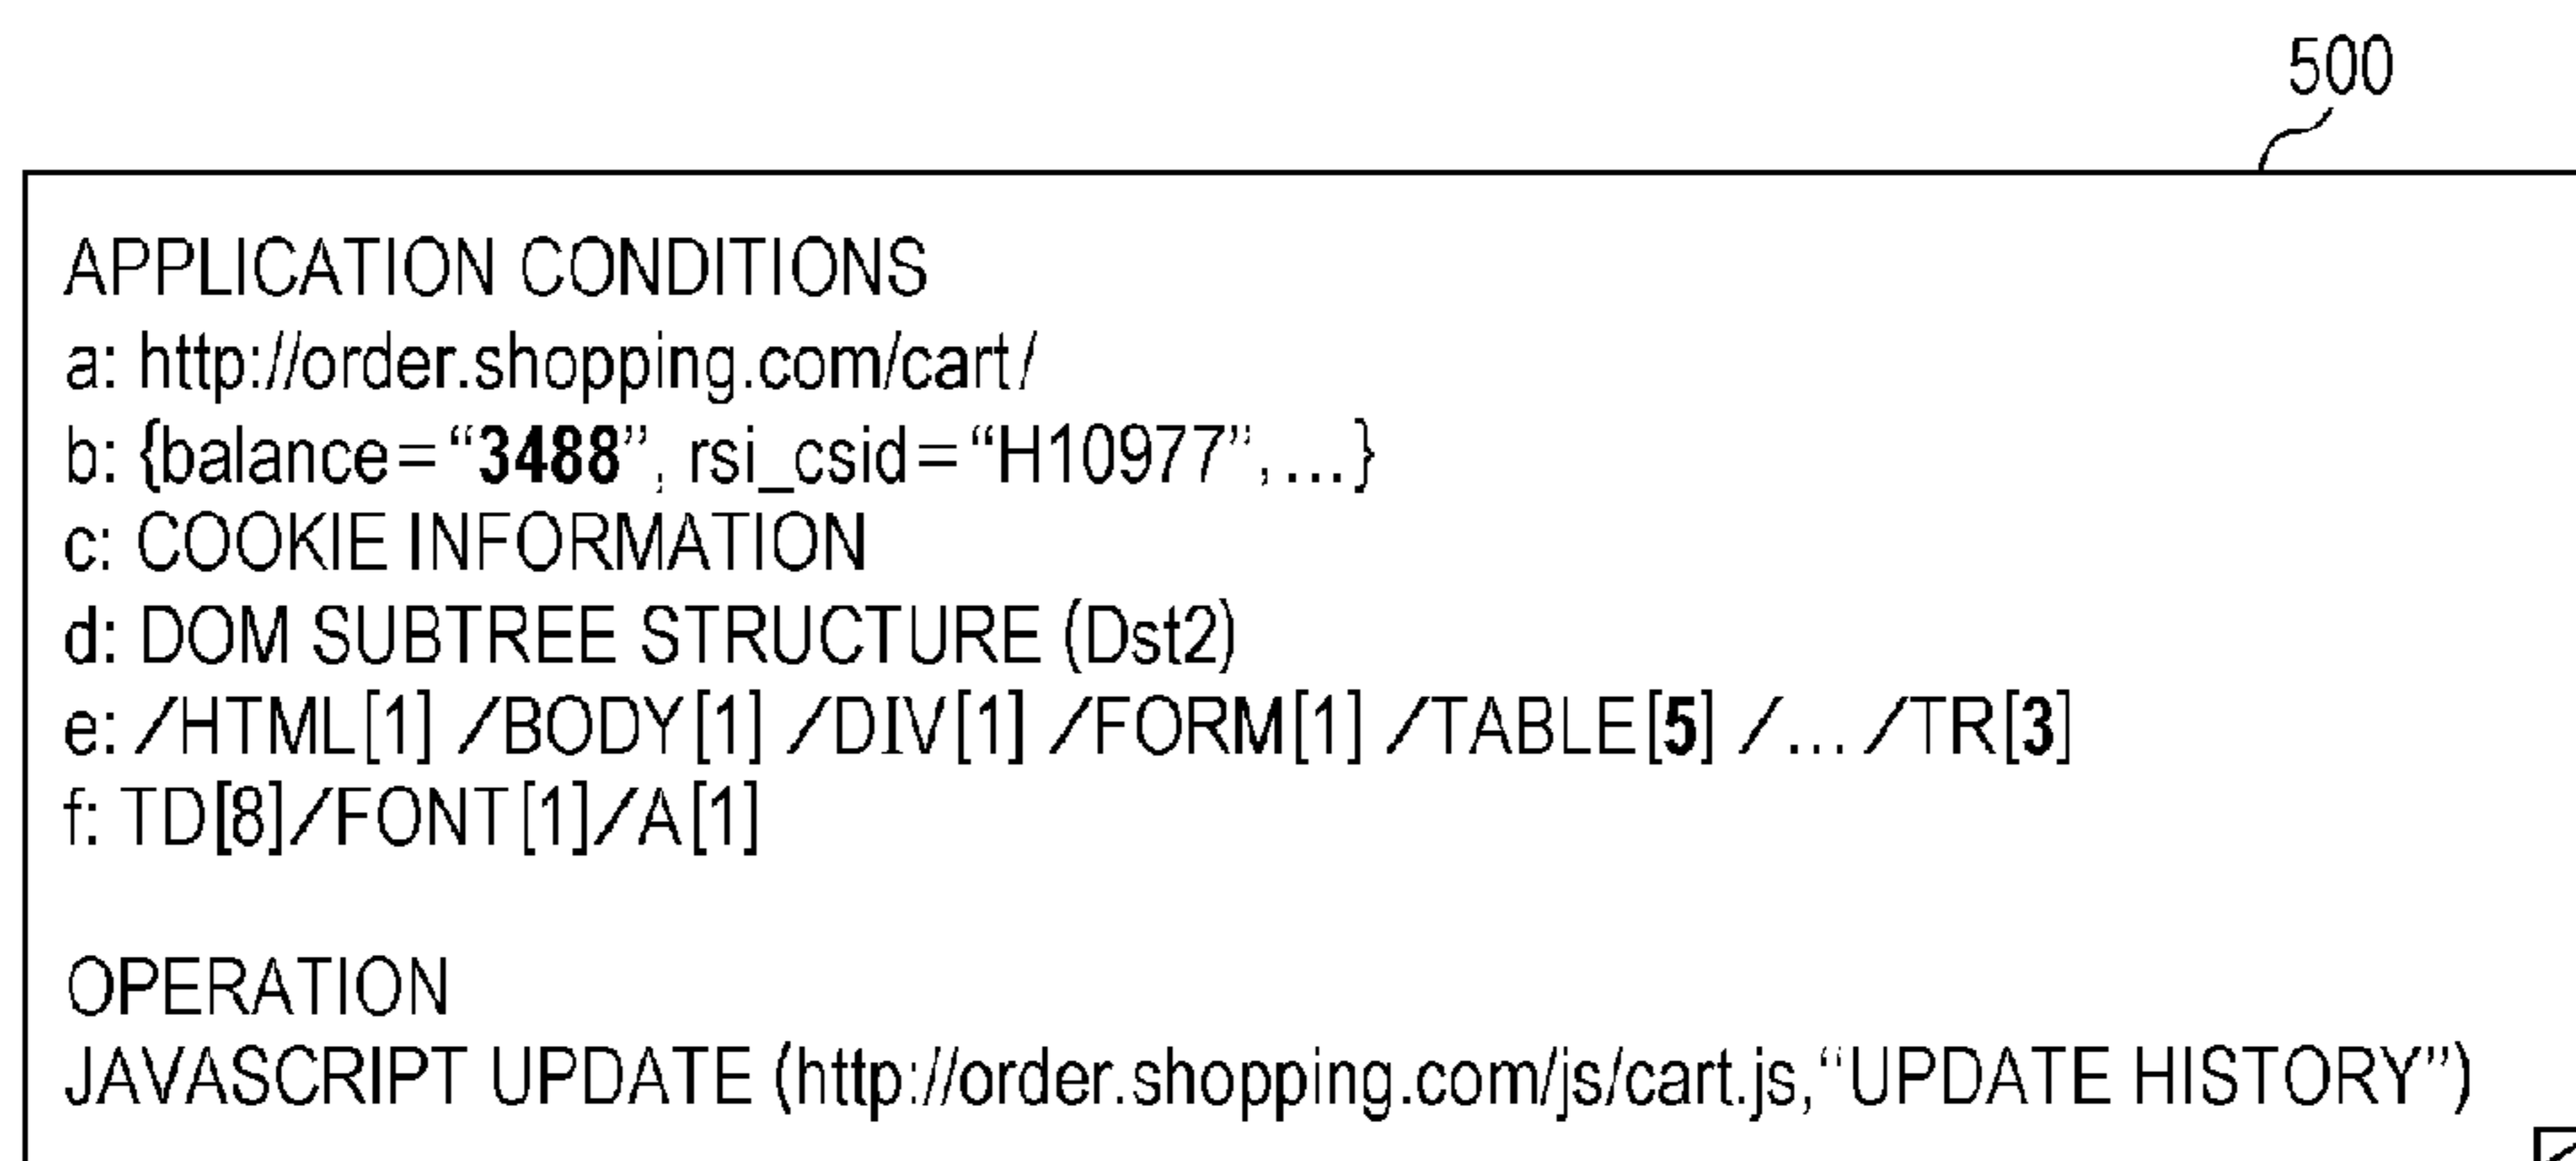 500
APPLICATION CONDITIONS
a: http://order.shopping.com/cart/
b: {balance=“3488”, rsi_csid=“H10977”,...}
c: COOKIE INFORMATION
d: DOM SUBTREE STRUCTURE (Dst2)
e: /HTML[1] /BODY[1] /DIV[1] /FORM[1] /TABLE[5] /... /TR[3]
f: TD[8]/FONT[1]/A[1]
OPERATION
JAVASCRIPT UPDATE (http://order.shopping.com/js/cart.js,“UPDATE HISTORY”)